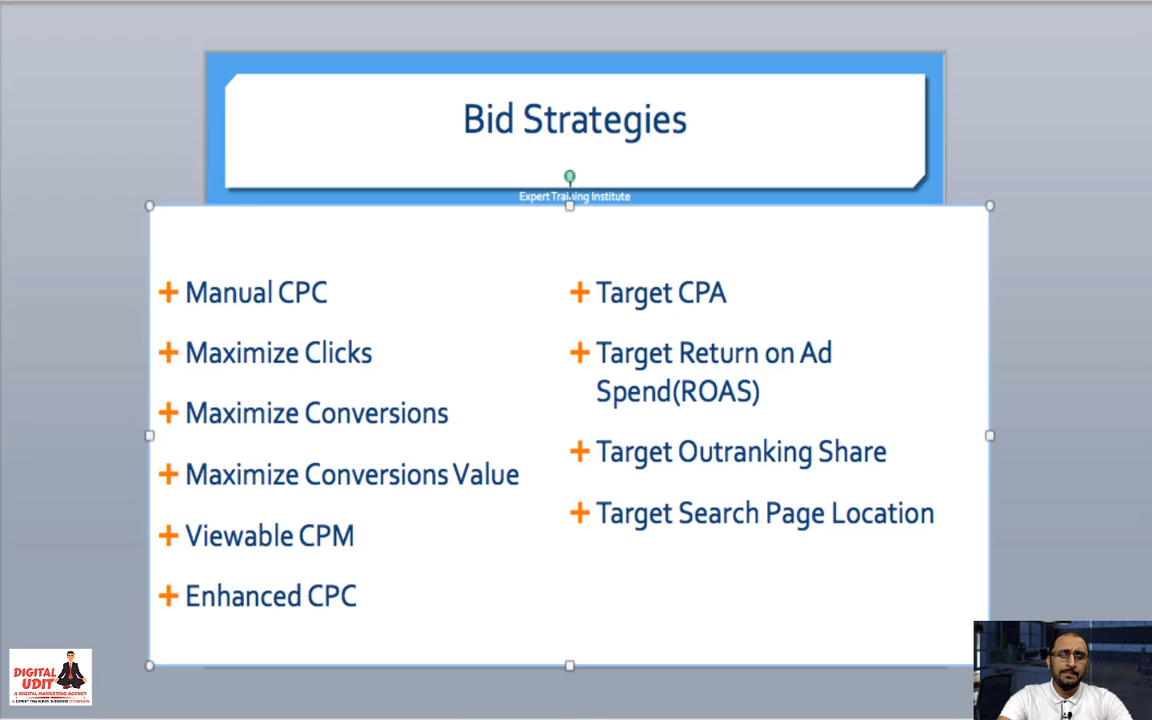 Bid Strategies
Expert Training Institute
Manual CPC
Maximize Clicks
Maximize Conversions
Maximize Conversions Value
Viewable CPM
Enhanced CPC
Target CPA
Target Return on Ad
Spend(ROAS)
Target Outranking Share
Target Search Page Location
DIGITAL
UDIT
A DIGITAL MARKETING AGENCY